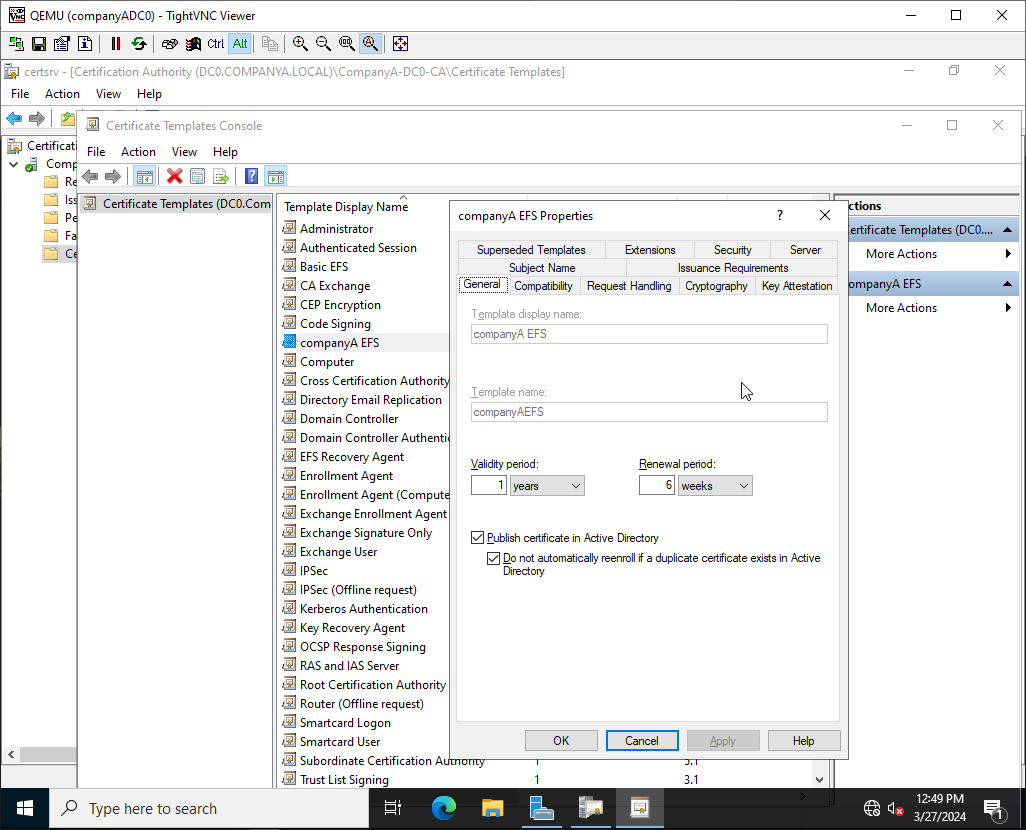 QEMU (companyADC0) - TightVNC Viewer
Ctrl Alt
certsrv - [Certification Authority (DC0.COMPANYA.LOCAL)\CompanyA-DC0-CA\Certificate Templates]
File Action View Help
Certificate Templates Console
File Action View Help
Certificati
Comp
Re
Iss
Pe
Fa
Ce
Certificate Templates (DC0.Com
Template Display Name
Administrator
Authenticated Session
Basic EFS
CA Exchange
CEP Encryption
Code Signing
companyA EFS
Computer
Cross Certification Authority
Directory Email Replication
Domain Controller
Domain Controller Authentic
EFS Recovery Agent
Enrollment Agent
Enrollment Agent (Compute
Exchange Enrollment Agent
Exchange Signature Only
Exchange User
IPSec
IPSec (Offline request)
Kerberos Authentication
Key Recovery Agent
OCSP Response Signing
RAS and IAS Server
Root Certification Authority
Router (Offline request)
Smartcard Logon
Smartcard User
Subordinate Certification Authority 1 5.1
Trust List Signing 1 3.1
companyA EFS Properties ?
Superseded Templates Extensions Security Server
Subject Name Issuance Requirements
General Compatibility Request Handling Cryptography Key Attestation
Template display name:
companyA EFS
Template name:
companyAEFS
Validity period: Renewal period:
1 years 6 weeks
Publish certificate in Active Directory
Do not automatically reenroll if a duplicate certificate exists in Active
Directory
OK Cancel Apply Help
ctions
ertificate Templates (DC0....
More Actions
ompanyA EFS
More Actions
Type here to search
12:49 PM
3/27/2024
1